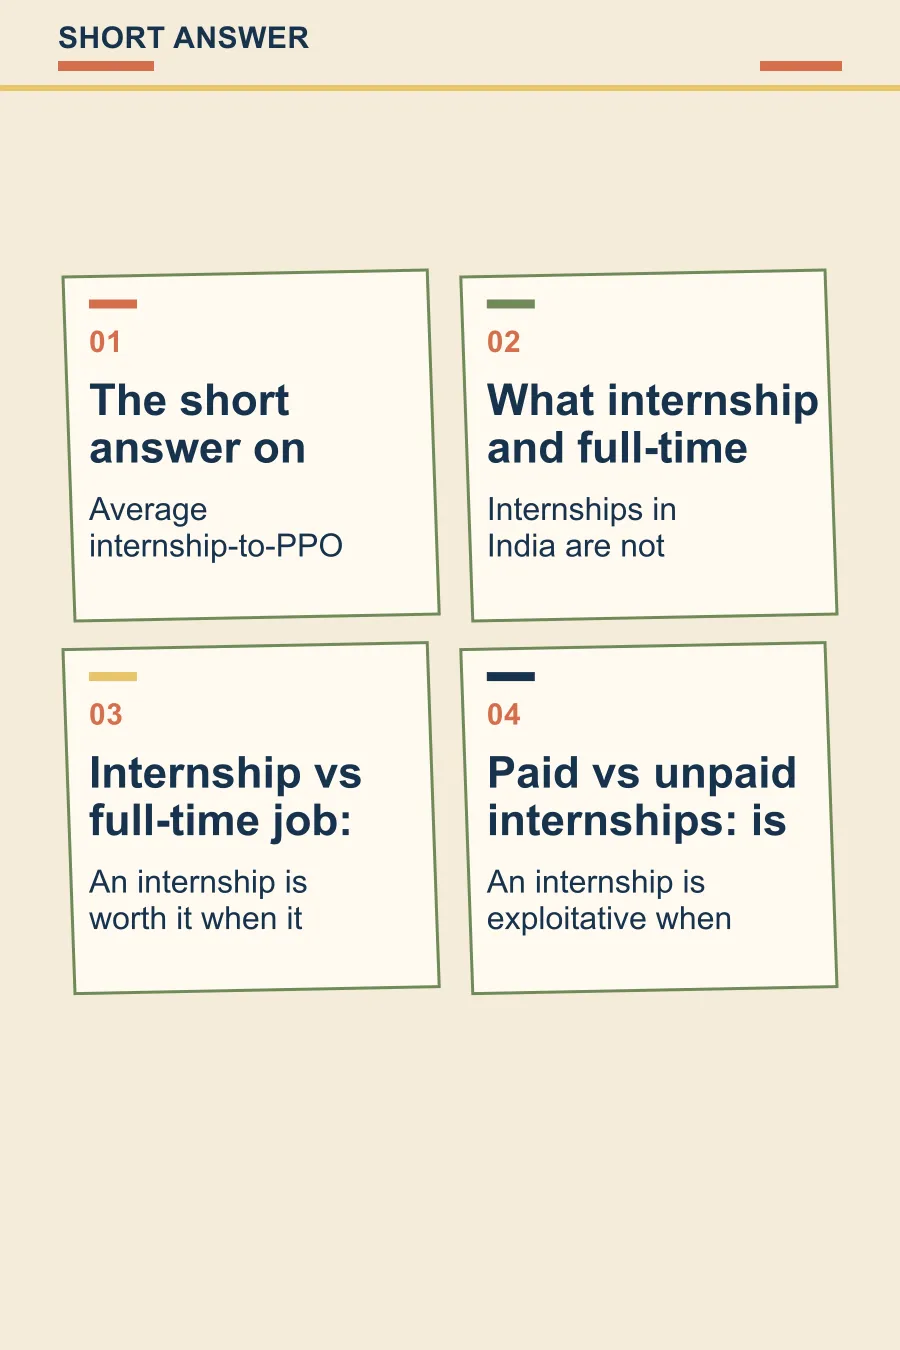 SHORT ANSWER
01
The short
answer on
Average
internship-to-PPO
02
What internship
and full-time
Internships in
India are not
03
Internship vs
full-time job:
An internship is
worth it when it
04
Paid vs unpaid
internships: is
An internship is
exploitative when